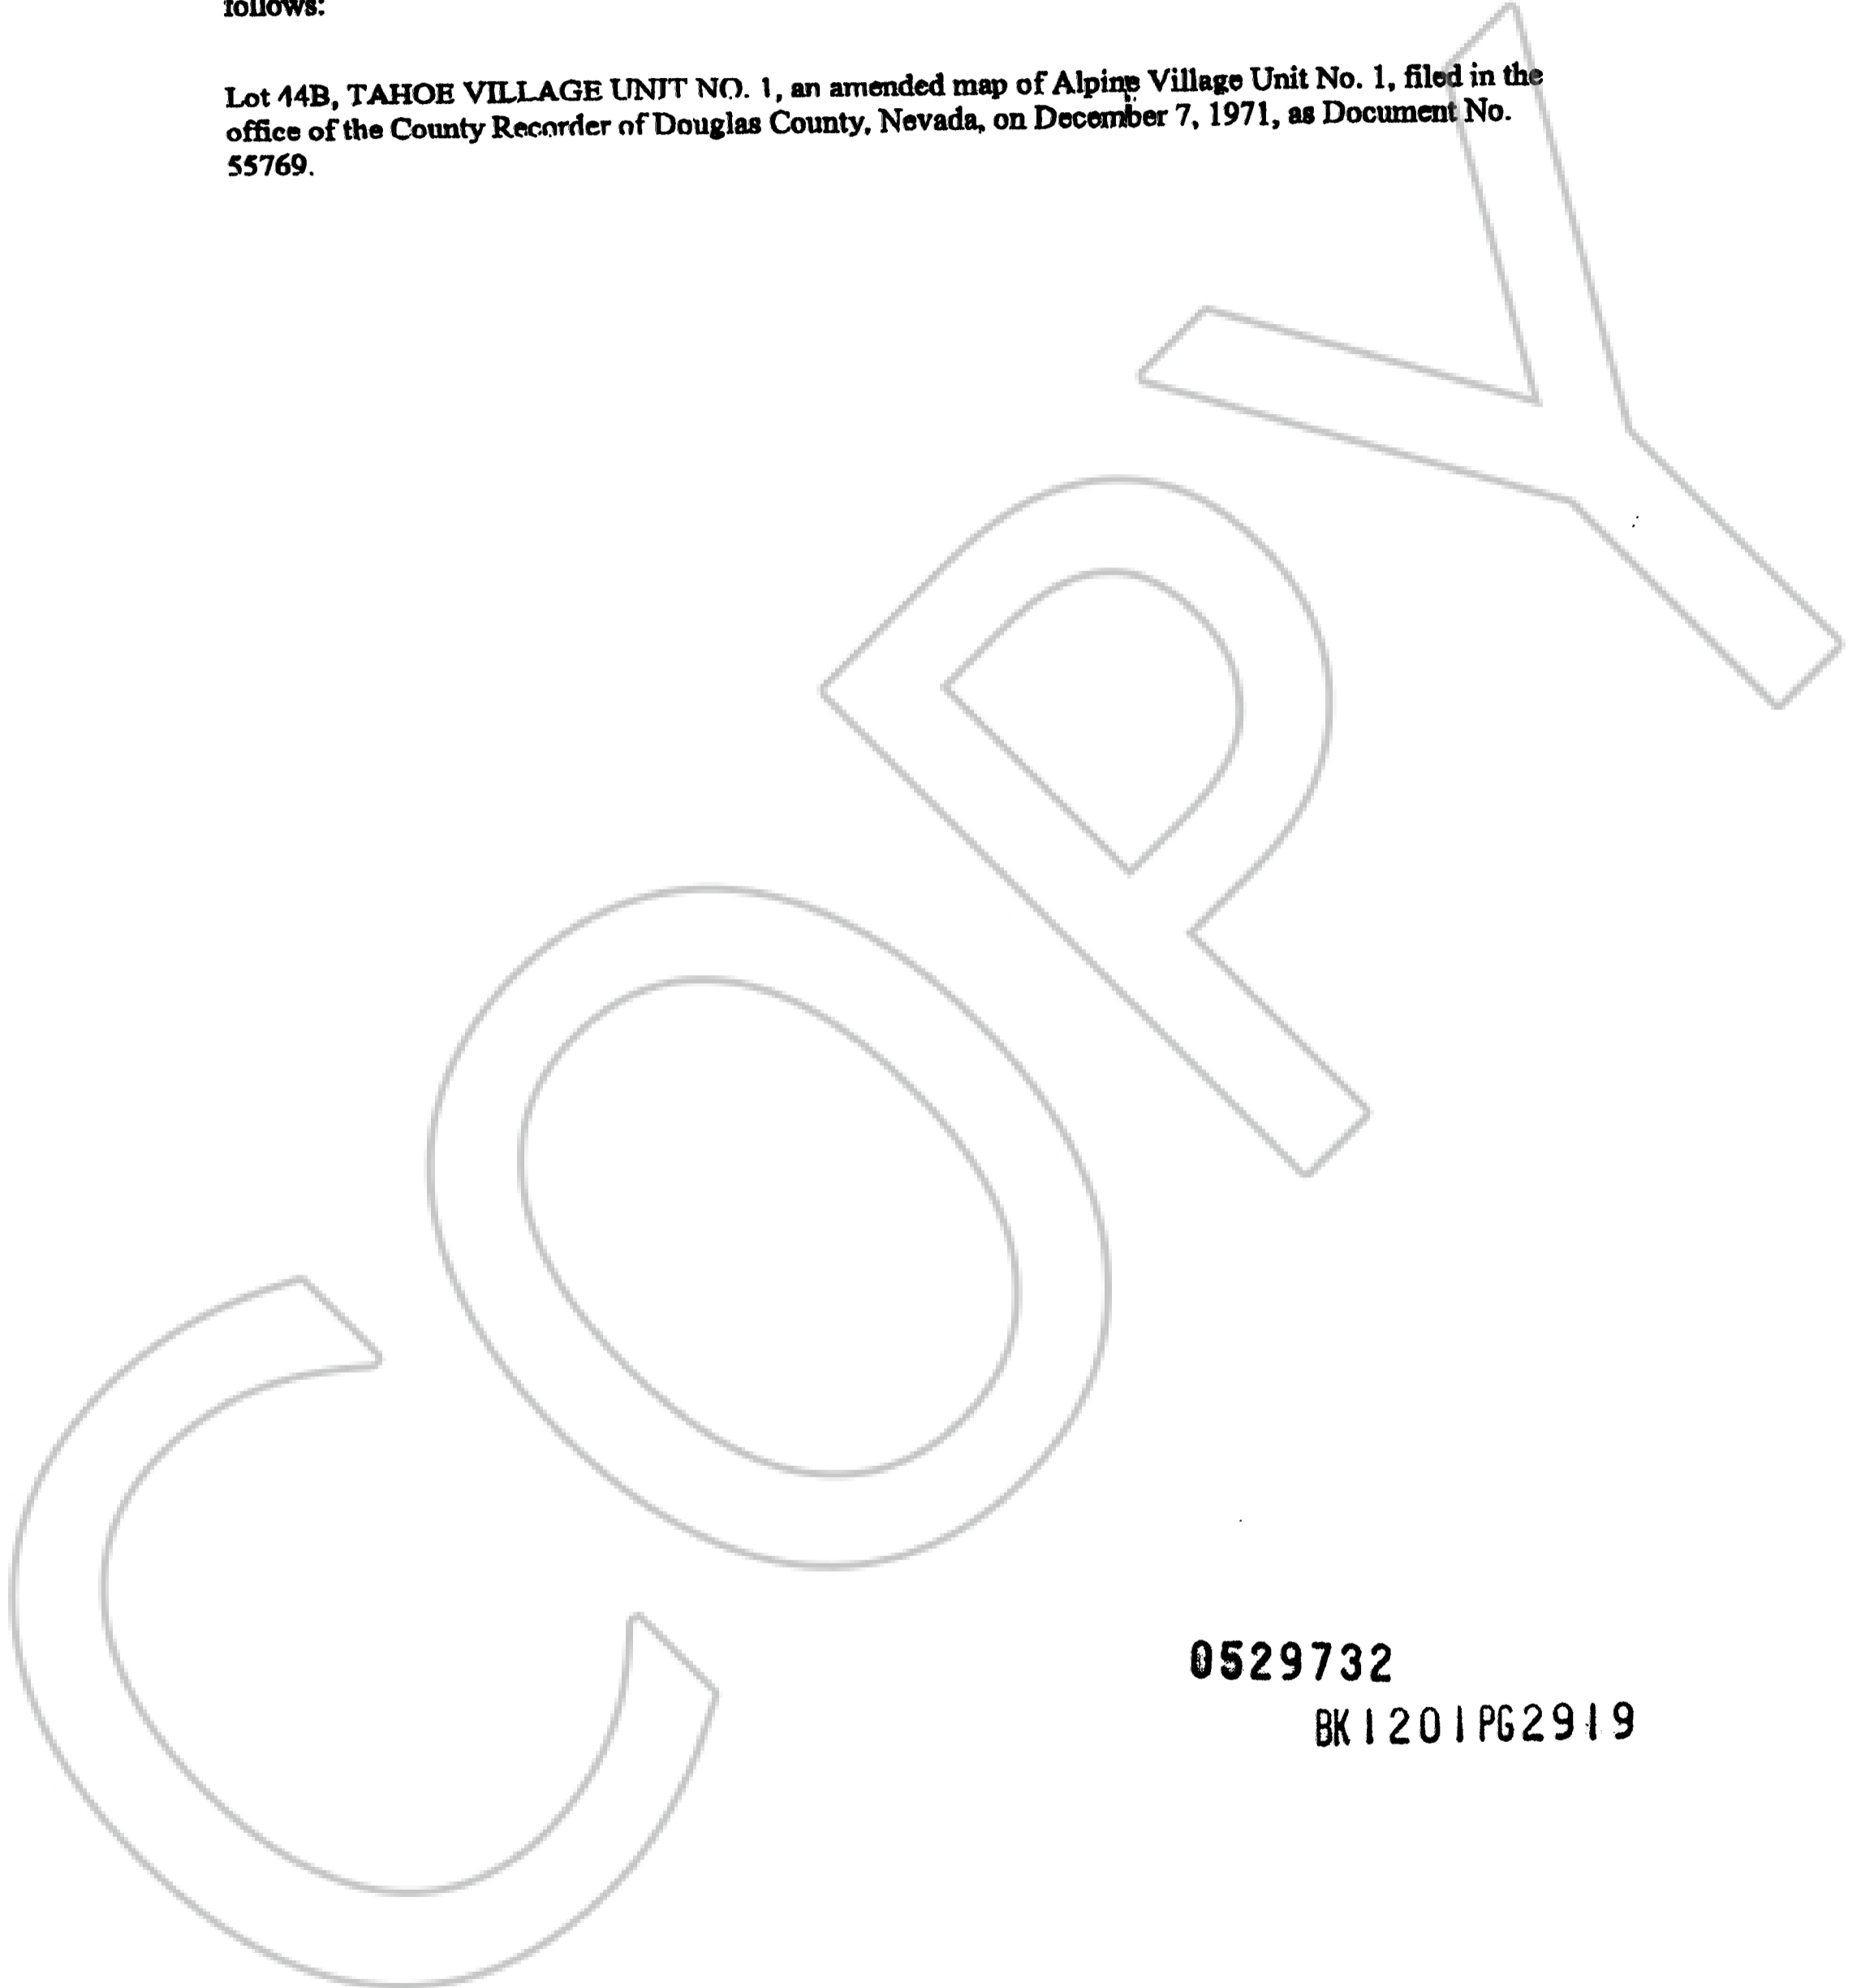 follows:
Lot 44B, TAHOE VILLAGE UNIT NO. 1, an amended map of Alpine Village Unit No. 1, filed in the
office of the County Recorder of Douglas County, Nevada, on December 7, 1971, as Document No.
55769.
COPY
0529732
BK1201PG2919